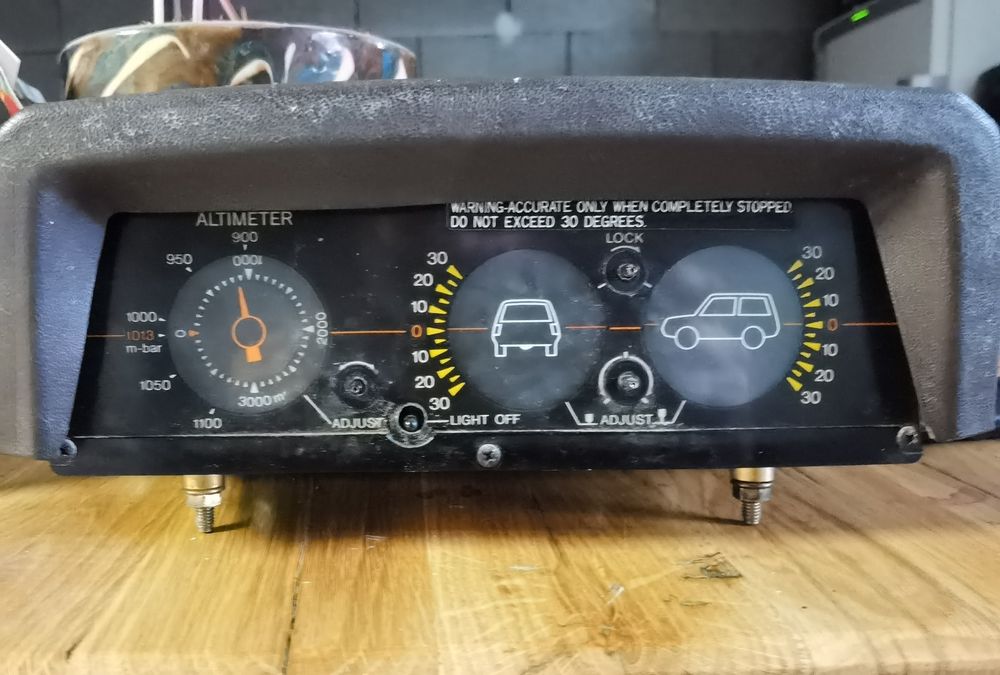 ALTIMETER
900
950
1000
1013
m-bar
1050
1100
0
1000
2000
3000 m
ADJUST
LIGHT OFF
30
20
10
0
10
20
30
WARNING-ACCURATE ONLY WHEN COMPLETELY STOPPED
DO NOT EXCEED 30 DEGREES.
LOCK
ADJUST
30
20
10
0
10
20
30